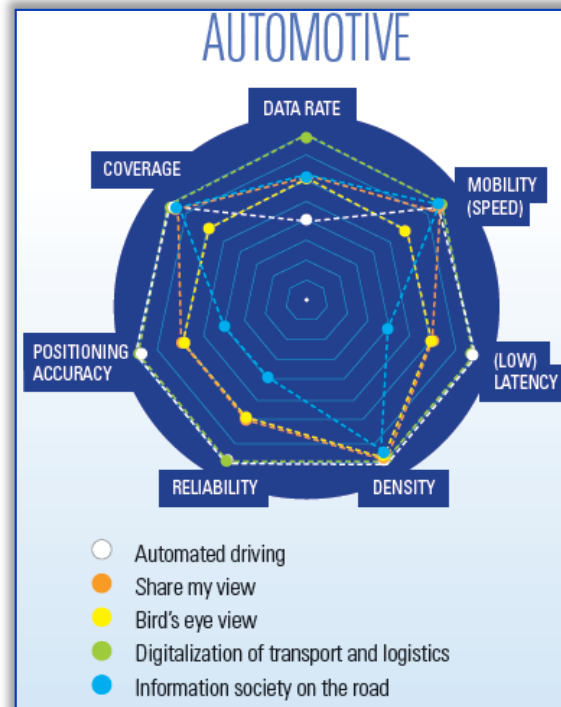 AUTOMOTIVE
DATA RATE
COVERAGE
MOBILITY
(SPEED)
POSITIONING
ACCURACY
(LOW)
LATENCY
RELIABILITY
DENSITY
Automated driving
Share my view
Bird's eye view
Digitalization of transport and logistics
Information society on the road